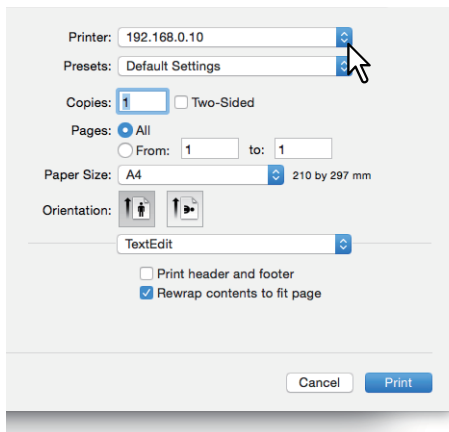 Printer: 192.168.0.10
Presets: Default Settings
Copies: 1 Two-Sided
Pages: All
From: 1 to: 1
Paper Size: A4 210 by 297 mm
Orientation:
TextEdit
Print header and footer
Rewrap contents to fit page
Cancel Print